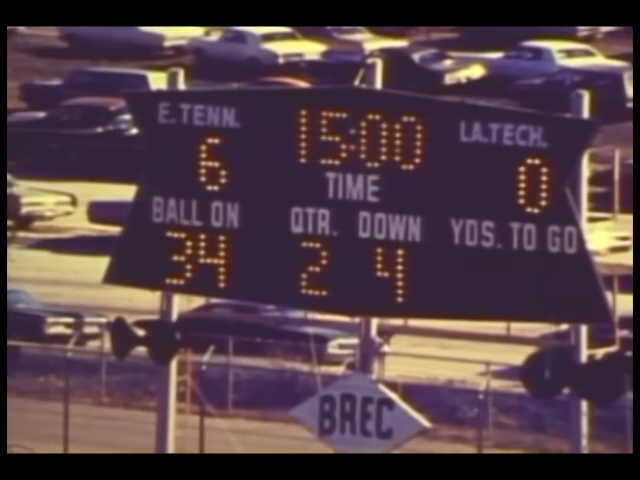 E. TENN. 15:00 LA. TECH.
6 TIME 0
BALL ON QTR. DOWN YDS. TO GO
34 2 4
BREC